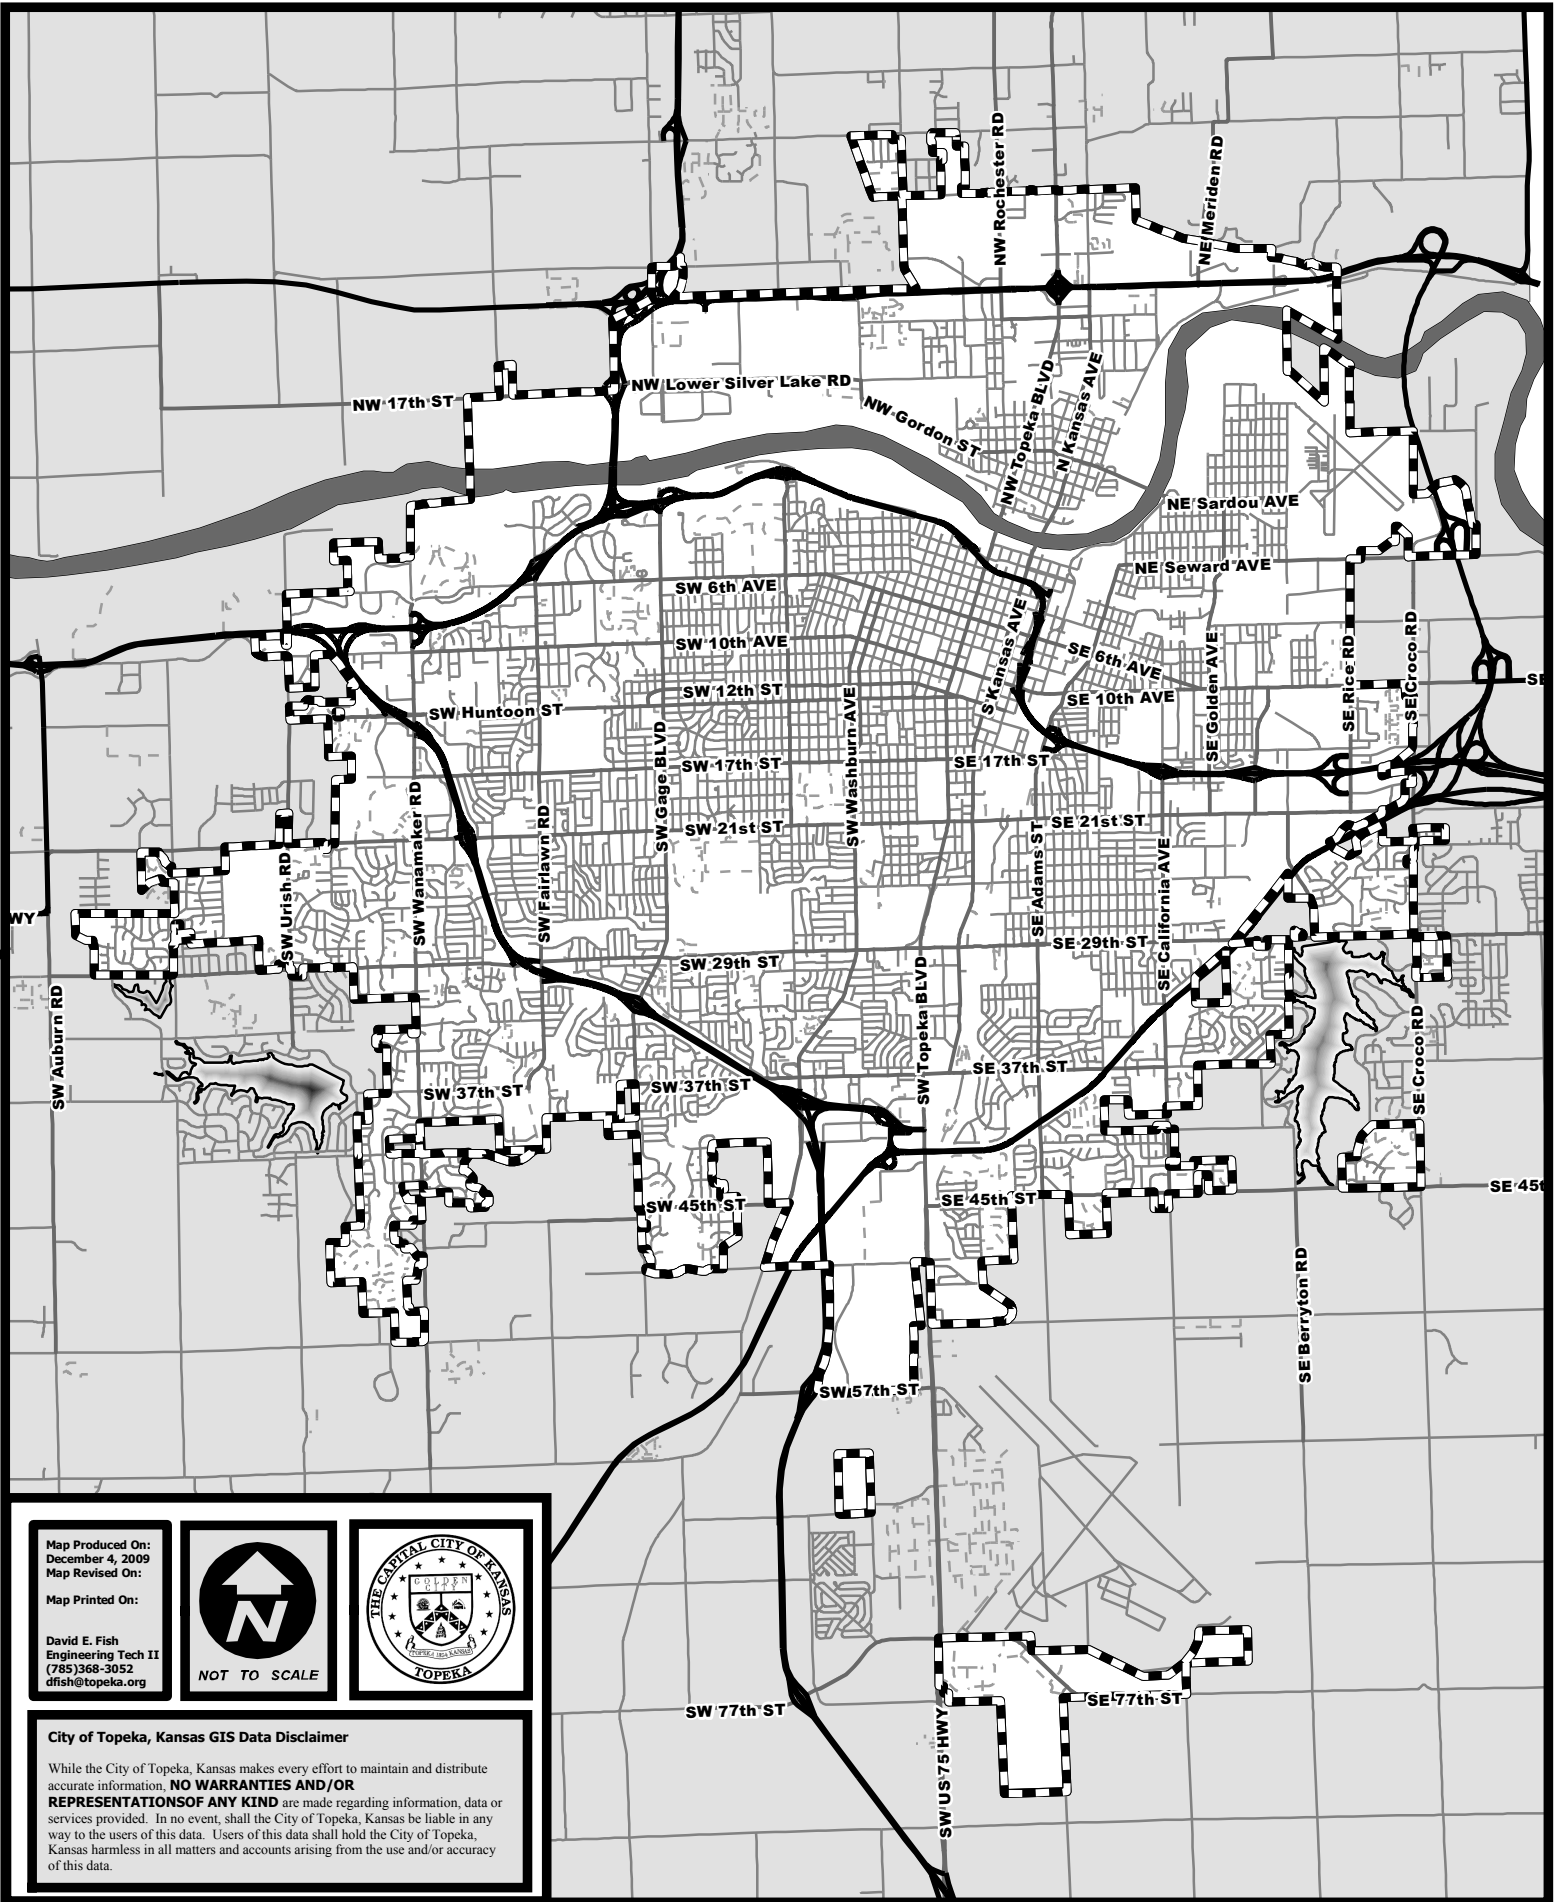 NW Rochester RD
NE Meriden RD
NW Lower Silver Lake RD
NW 17th ST
NW Gordon ST
NW Topeka BLVD
N Kansas AVE
NE Sardou AVE
NE Seward AVE
SW 6th AVE
SW 10th AVE
SW 12th ST
SW Huntoon ST
S Kansas AVE
SE 6th AVE
SE 10th AVE
SE Golden AVE
SE Rice RD
SE Croco RD
SE
SW Gage BLVD
SW Washburn AVE
SW 17th ST
SE 17th ST
SW Wanamaker RD
SW Fairlawn RD
SW 21st ST
SE 21st ST
SE Adams ST
SE California AVE
SW Urish RD
WY
SW 29th ST
SE 29th ST
SW Auburn RD
SW Topeka BLVD
SE Croco RD
SW 37th ST
SW 37th ST
SE 37th ST
SW 45th ST
SE 45th ST
SE 45t
SE Berryton RD
SW 57th ST
SW 77th ST
SE 77th ST
SW US 75 HWY
Map Produced On:
December 4, 2009
Map Revised On:
Map Printed On:
David E. Fish
Engineering Tech II
(785)368-3052
dfish@topeka.org
N
NOT TO SCALE
THE CAPITAL CITY OF KANSAS
GOLDEN
CITY
TOPEKA
City of Topeka, Kansas GIS Data Disclaimer
While the City of Topeka, Kansas makes every effort to maintain and distribute
accurate information, NO WARRANTIES AND/OR
REPRESENTATIONSOF ANY KIND are made regarding information, data or
services provided. In no event, shall the City of Topeka, Kansas be liable in any
way to the users of this data. Users of this data shall hold the City of Topeka,
Kansas harmless in all matters and accounts arising from the use and/or accuracy
of this data.